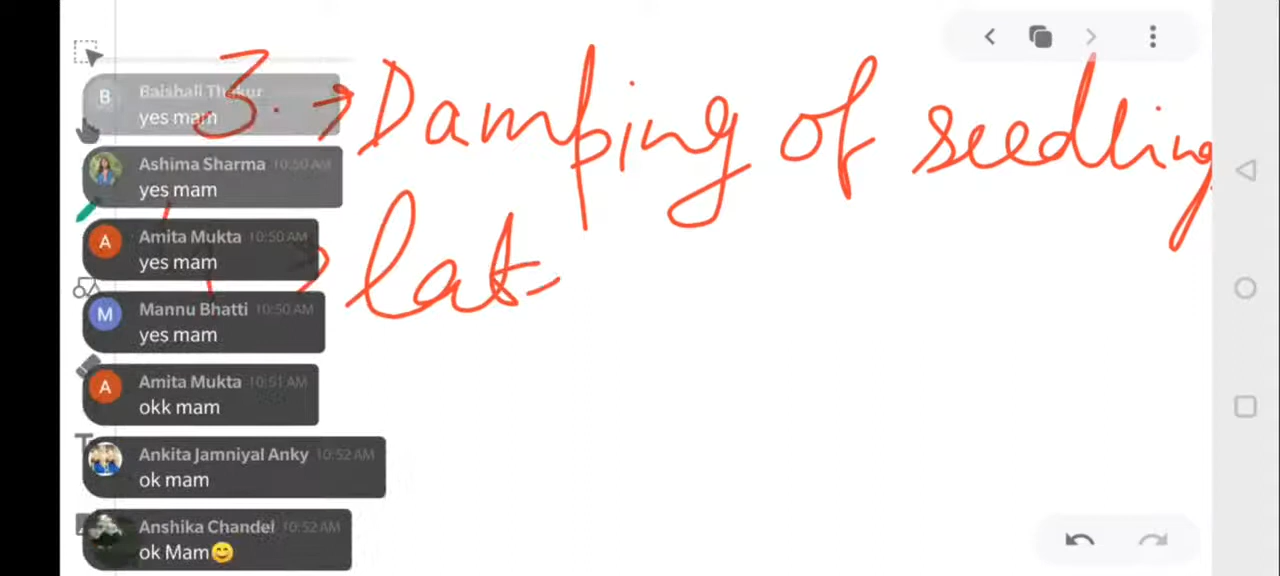 3. → Damping of seedling
Baishali Thakur
yes mam
Ashima Sharma 10:50 AM
yes mam
Amita Mukta 10:50 AM
yes mam
→ lat
Mannu Bhatti 10:50 AM
yes mam
Amita Mukta 10:51 AM
okk mam
Ankita Jamniyal Anky 10:52 AM
ok mam
Anshika Chandel 10:52 AM
ok Mam😊